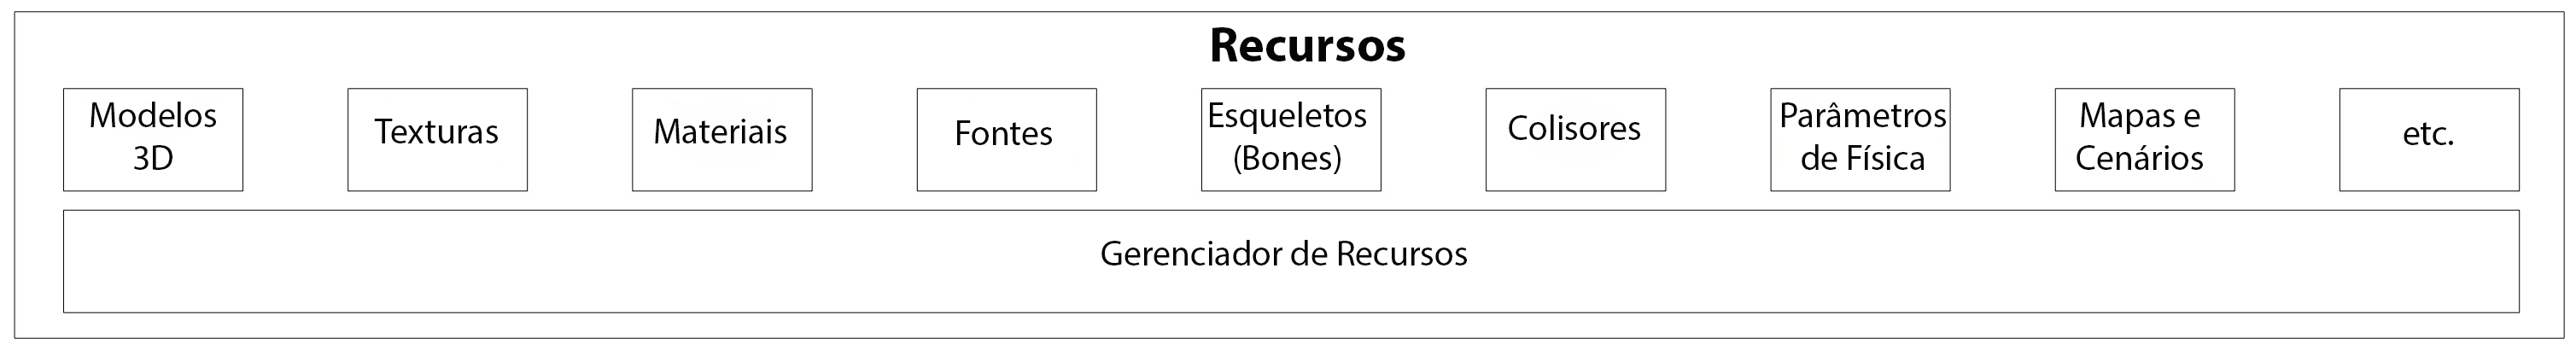 Recursos
Modelos
3D
Texturas
Materiais
Fontes
Esqueletos
(Bones)
Colisores
Parâmetros
de Física
Mapas e
Cenários
etc.
Gerenciador de Recursos